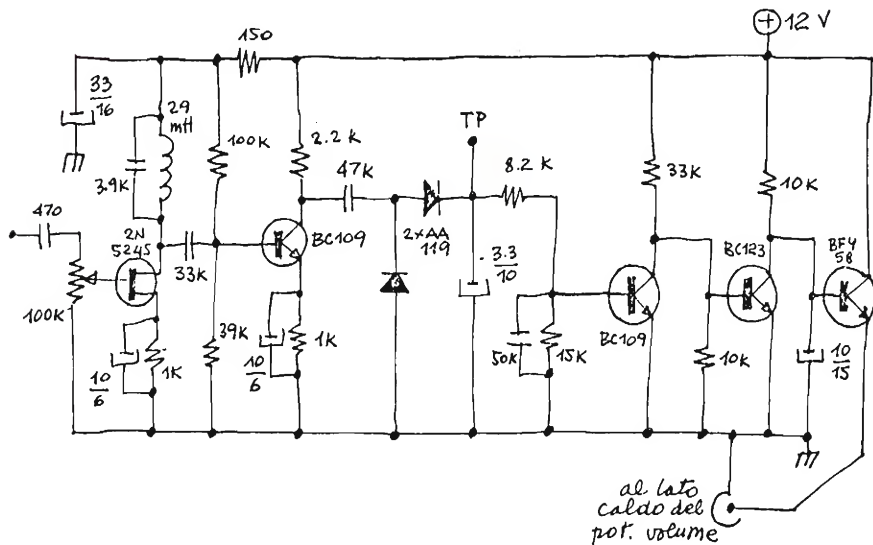 150
+ 12 V
33
16
29
mH
3.9K
100K
2.2 K
TP
47K
8.2 K
33K
10K
470
2N
5245
33K
BC109
2xAA
119
3.3
10
BC123
BFY
58
100K
10
6
1K
39K
10
6
1K
50K
15K
BC109
10K
10
15
al lato
caldo del
pot. volume